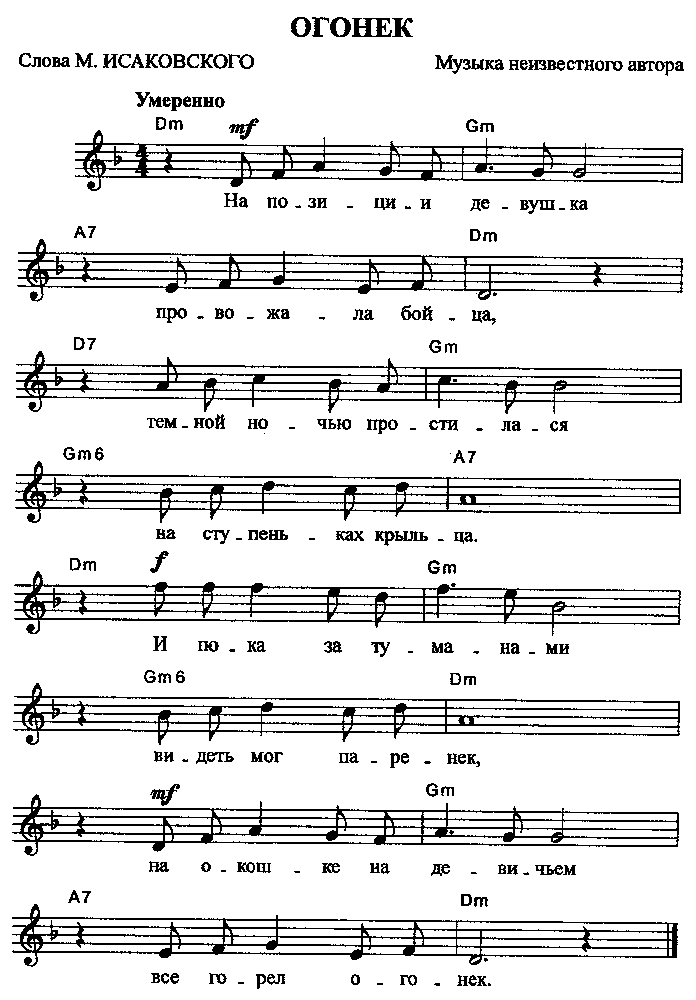 ОГОНЕК
Слова М. ИСАКОВСКОГО Музыка неизвестного автора
Умеренно
Dm mf Gm
4/4
На по - зи - ци - и де - вуш - ка
A7 Dm
про - во - жа - ла бой - ца,
D7 Gm
тем - ной но - чью про - сти - ла - ся
Gm6 A7
на сту - пень - ках крыль - ца.
Dm f Gm
И по - ка за ту - ма - на - ми
Gm6 Dm
ви - деть мог па - ре - нек,
mf Gm
на о - кош - ке на де - ви - чьем
A7 Dm
все го - рел о - го - нек.